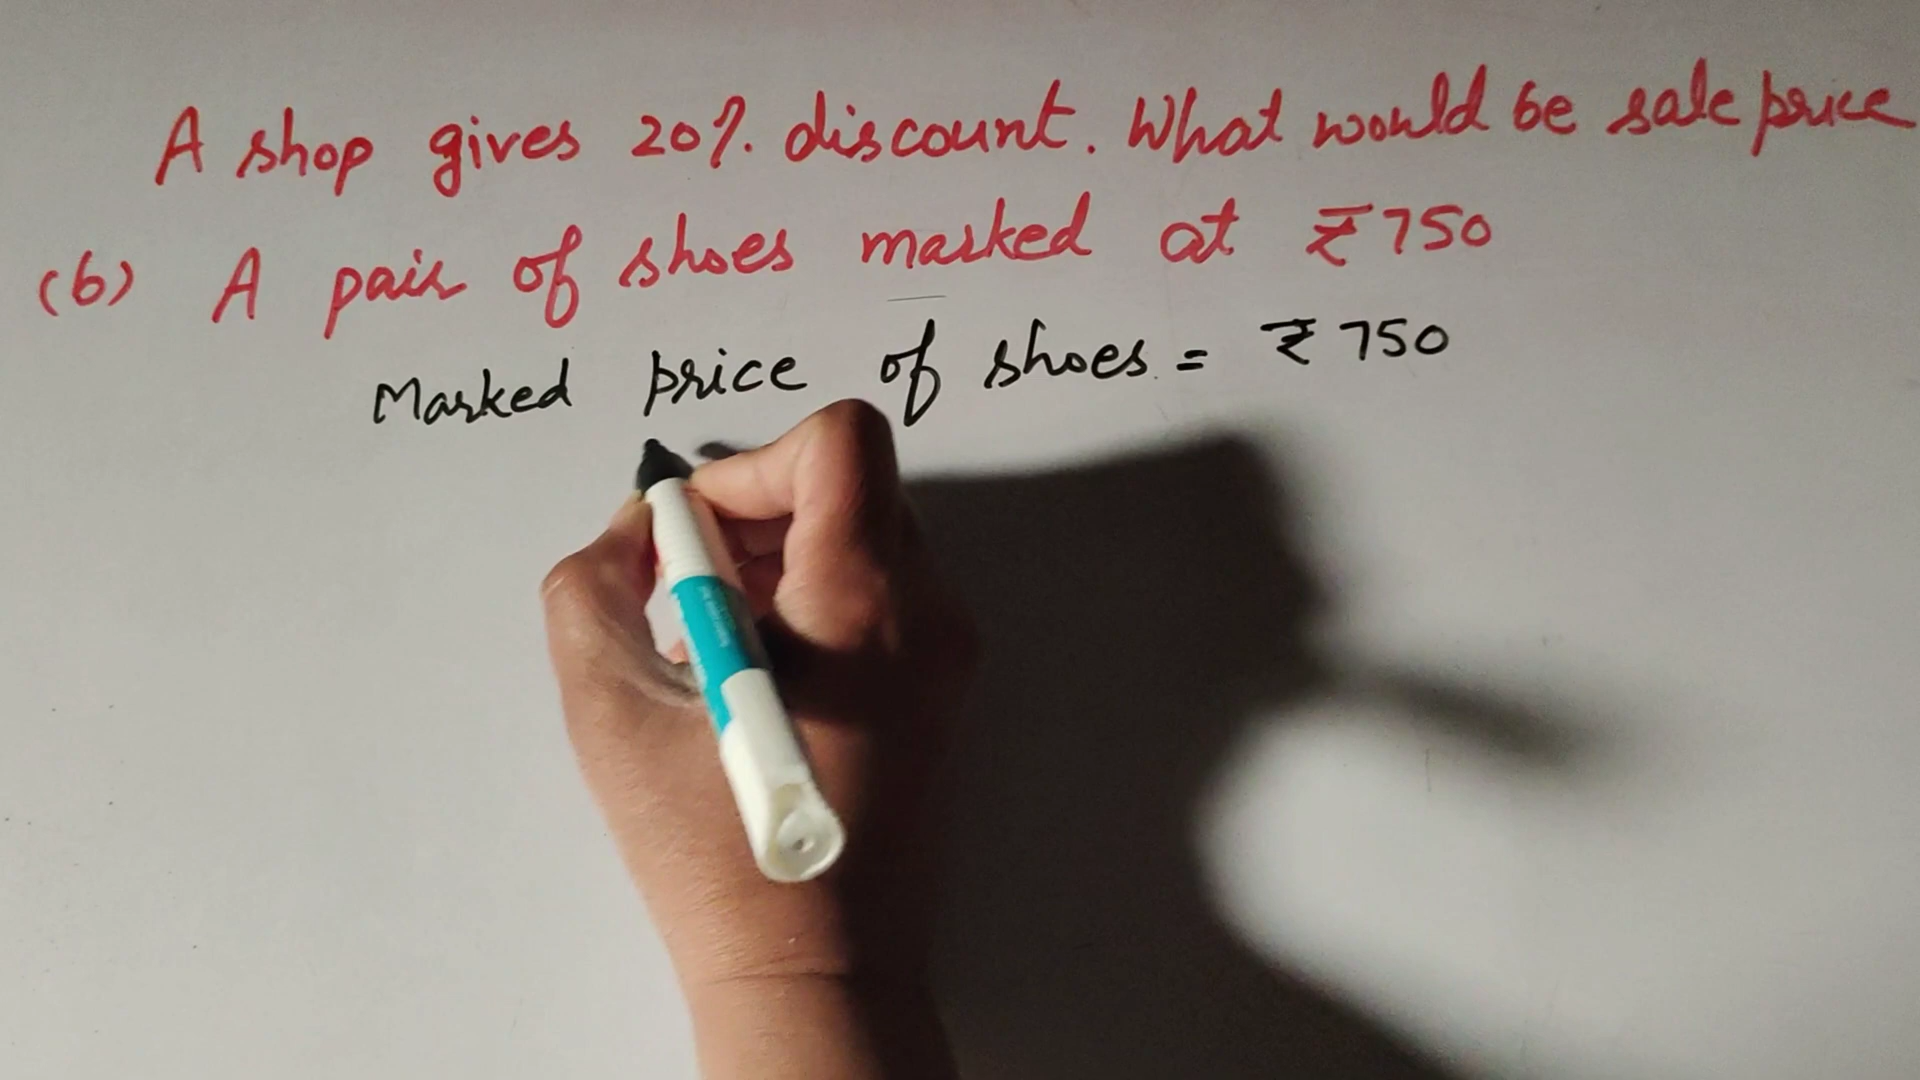 A shop gives 20%. discount. What would be sale price
(b) A pair of shoes marked at ₹750
Marked price of shoes = ₹750